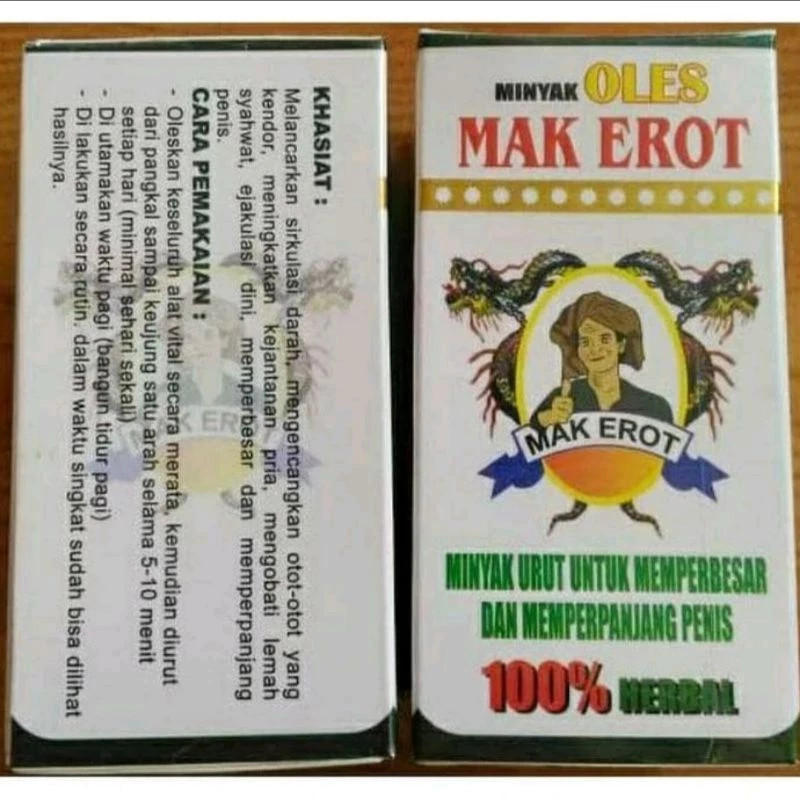 KHASIAT :
Melancarkan sirkulasi darah, mengencangkan otot-otot yang
kendor, meningkatkan kejantanan pria, mengobati lemah
syahwat, ejakulasi dini, memperbesar dan memperpanjang
penis.
CARA PEMAKAIAN :
- Oleskan keseluruh alat vital secara merata, kemudian diurut
dari pangkal sampai keujung satu arah selama 5-10 menit
setiap hari (minimal sehari sekali)
- Di utamakan waktu pagi (bangun tidur pagi)
- Di lakukan secara rutin, dalam waktu singkat sudah bisa dilihat
hasilnya.
MAK EROT
MINYAK OLES
MAK EROT
MAK EROT
MINYAK URUT UNTUK MEMPERBESAR
DAN MEMPERPANJANG PENIS
100% HERBAL